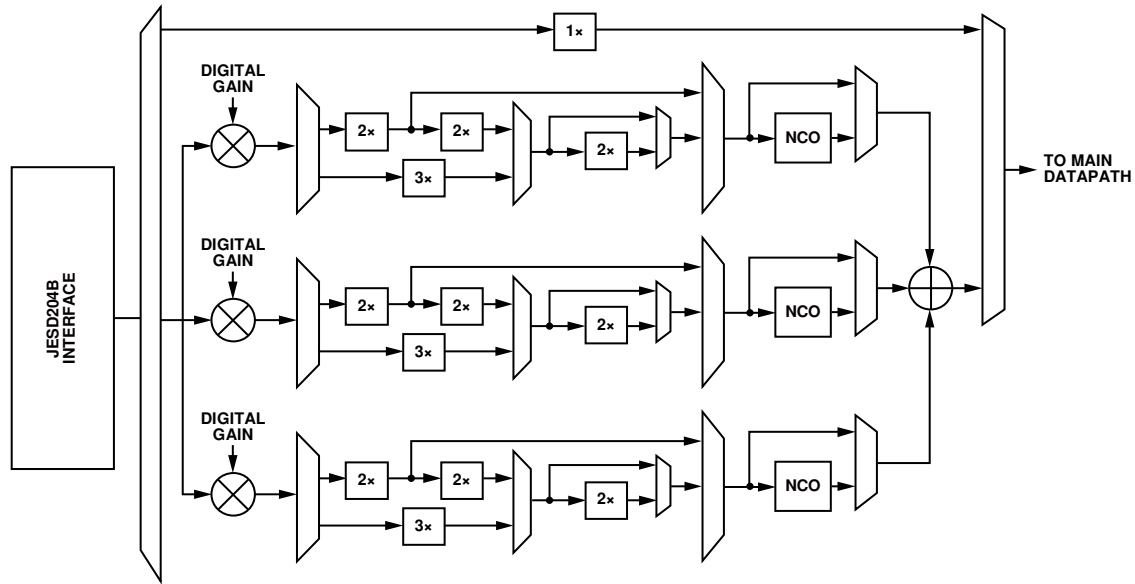 1×
DIGITAL
GAIN
2×
2×
3×
2×
NCO
TO MAIN
DATAPATH
JESD204B
INTERFACE
DIGITAL
GAIN
2×
2×
3×
2×
NCO
DIGITAL
GAIN
2×
2×
3×
2×
NCO